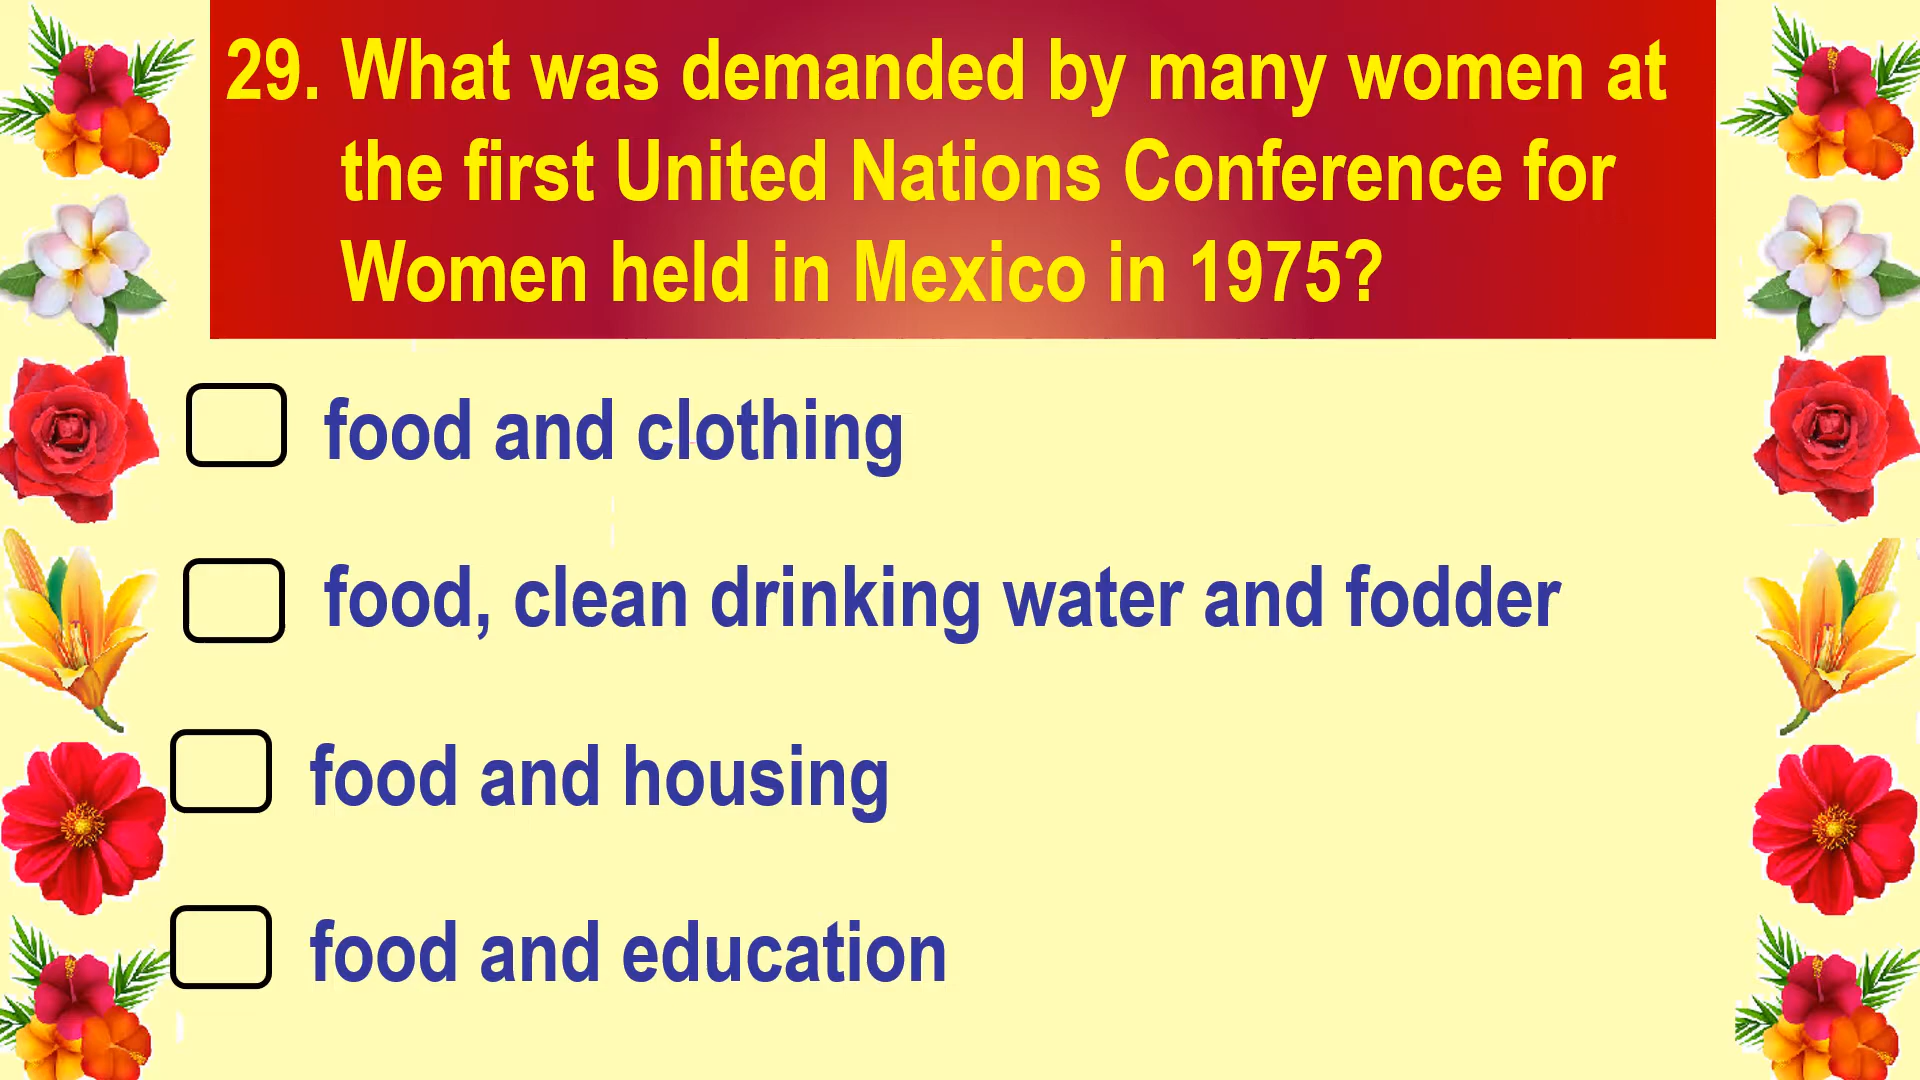 29. What was demanded by many women at
the first United Nations Conference for
Women held in Mexico in 1975?
food and clothing
food, clean drinking water and fodder
food and housing
food and education